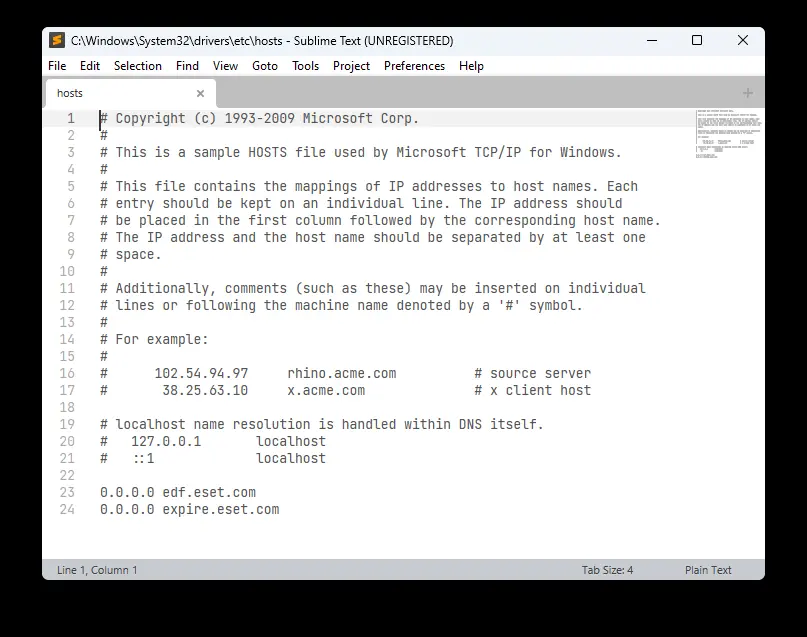 C:\Windows\System32\drivers\etc\hosts - Sublime Text (UNREGISTERED)
File Edit Selection Find View Goto Tools Project Preferences Help
hosts
1 # Copyright (c) 1993-2009 Microsoft Corp.
2 #
3 # This is a sample HOSTS file used by Microsoft TCP/IP for Windows.
4 #
5 # This file contains the mappings of IP addresses to host names. Each
6 # entry should be kept on an individual line. The IP address should
7 # be placed in the first column followed by the corresponding host name.
8 # The IP address and the host name should be separated by at least one
9 # space.
10 #
11 # Additionally, comments (such as these) may be inserted on individual
12 # lines or following the machine name denoted by a '#' symbol.
13 #
14 # For example:
15 #
16 #      102.54.94.97     rhino.acme.com          # source server
17 #       38.25.63.10     x.acme.com              # x client host
18
19 # localhost name resolution is handled within DNS itself.
20 #   127.0.0.1       localhost
21 #   ::1             localhost
22
23 0.0.0.0 edf.eset.com
24 0.0.0.0 expire.eset.com
Line 1, Column 1 Tab Size: 4 Plain Text